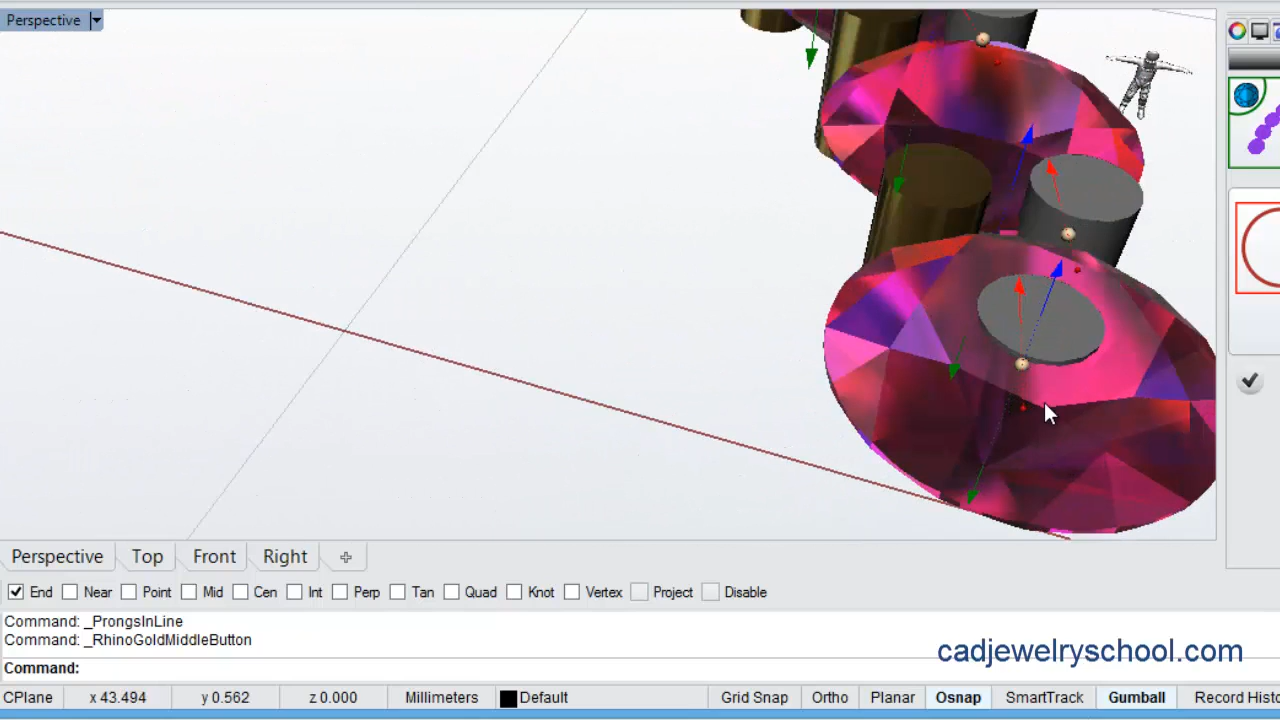 Perspective
Perspective Top Front Right +
End Near Point Mid Cen Int Perp Tan Quad Knot Vertex Project Disable
Command: _ProngsInLine
Command: _RhinoGoldMiddleButton
cadjewelryschool.com
Command:
CPlane x 43.494 y 0.562 z 0.000 Millimeters Default Grid Snap Ortho Planar Osnap SmartTrack Gumball Record Histo